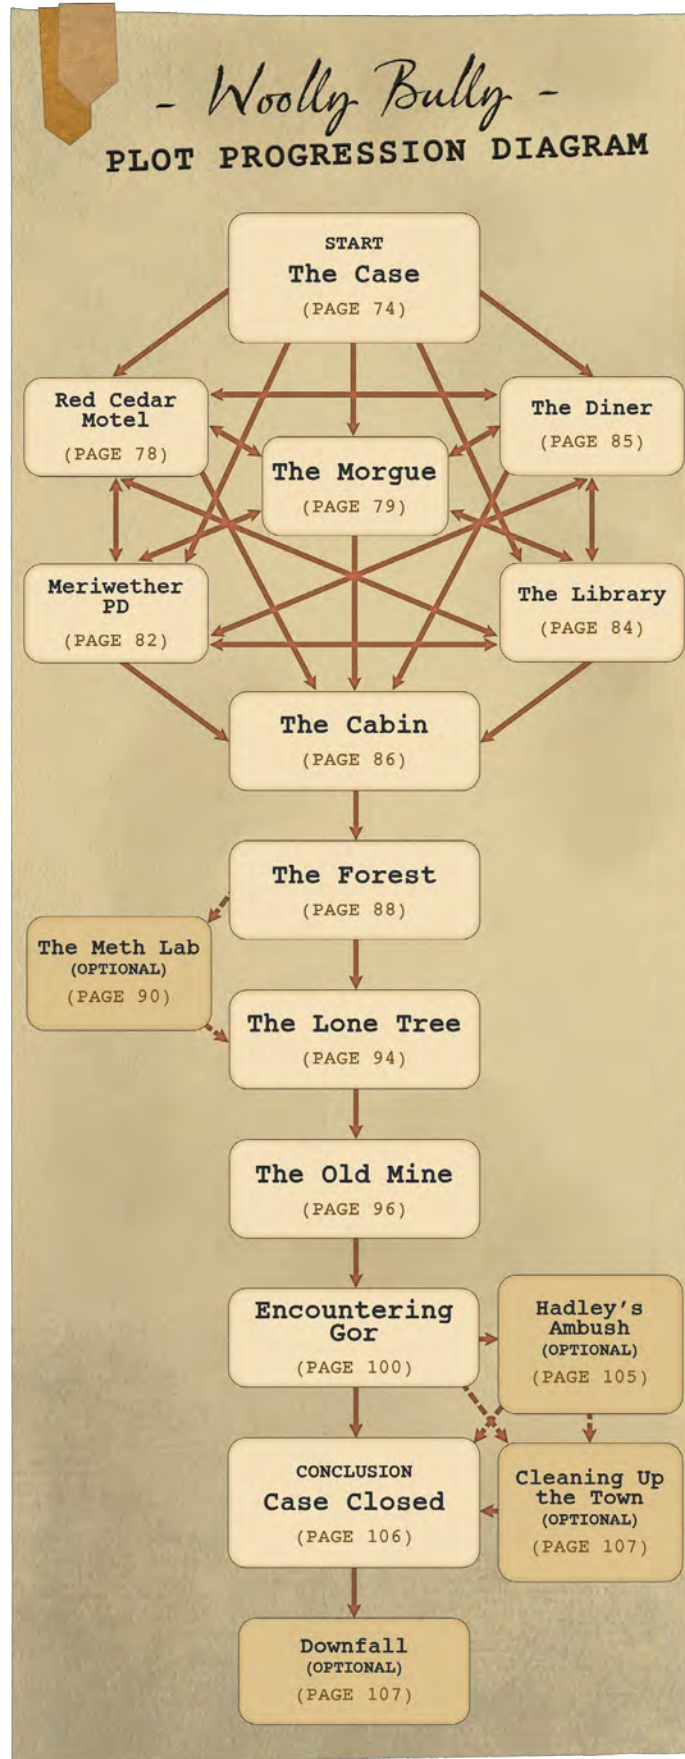 - Woolly Bully -
PLOT PROGRESSION DIAGRAM
START
The Case
(PAGE 74)
Red Cedar
Motel
(PAGE 78)
The Diner
(PAGE 85)
The Morgue
(PAGE 79)
Meriwether
PD
(PAGE 82)
The Library
(PAGE 84)
The Cabin
(PAGE 86)
The Forest
(PAGE 88)
The Meth Lab
(OPTIONAL)
(PAGE 90)
The Lone Tree
(PAGE 94)
The Old Mine
(PAGE 96)
Encountering
Gor
(PAGE 100)
Hadley's
Ambush
(OPTIONAL)
(PAGE 105)
CONCLUSION
Case Closed
(PAGE 106)
Cleaning Up
the Town
(OPTIONAL)
(PAGE 107)
Downfall
(OPTIONAL)
(PAGE 107)